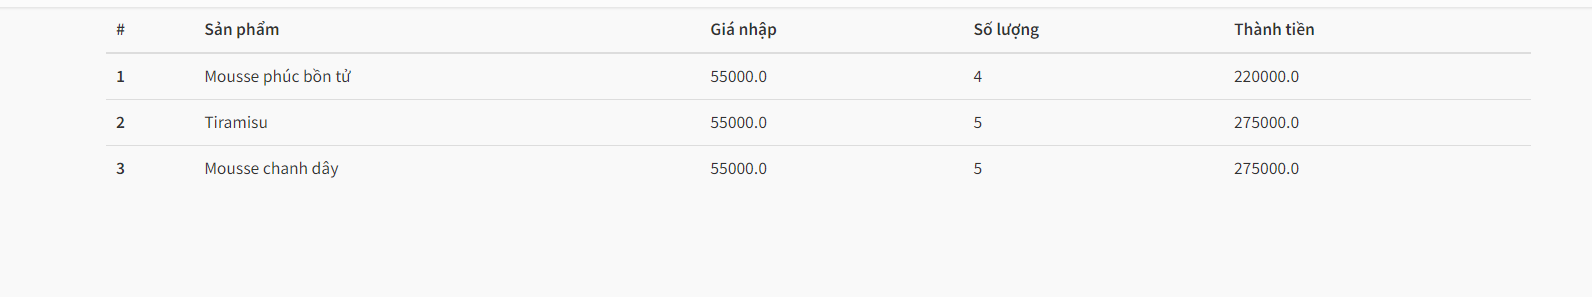 # Sản phẩm Giá nhập Số lượng Thành tiền
1 Mousse phúc bồn tử 55000.0 4 220000.0
2 Tiramisu 55000.0 5 275000.0
3 Mousse chanh dây 55000.0 5 275000.0